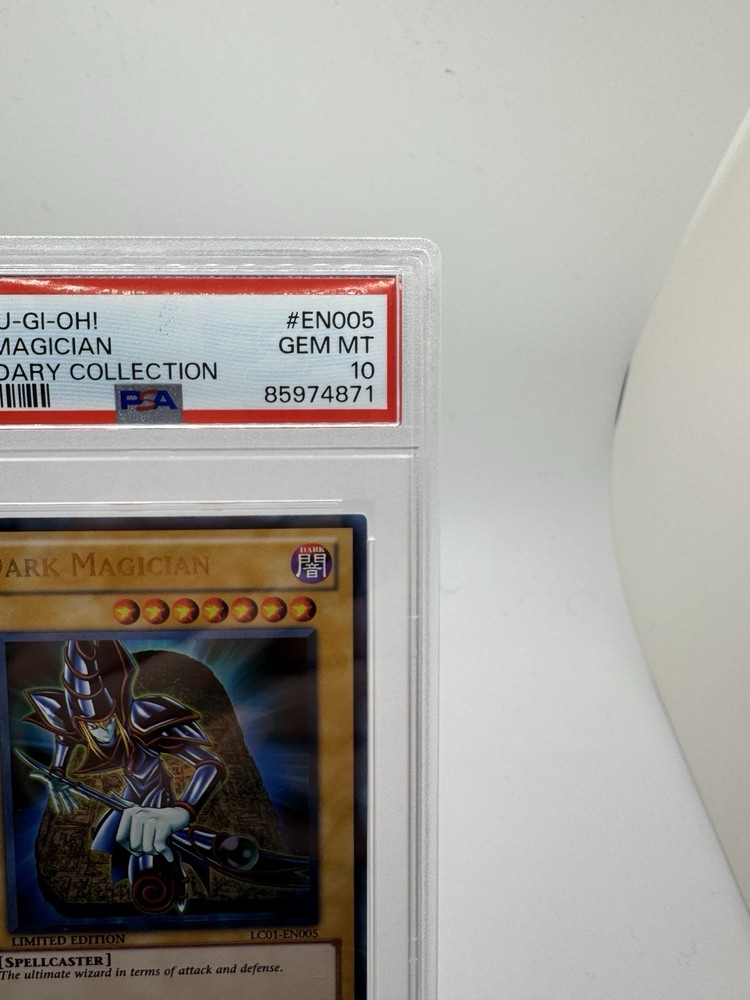 U-GI-OH! #EN005
MAGICIAN GEM MT
DARY COLLECTION 10
PSA 85974871
DARK MAGICIAN
DARK
闇
LIMITED EDITION LC01-EN005
[SPELLCASTER]
The ultimate wizard in terms of attack and defense.